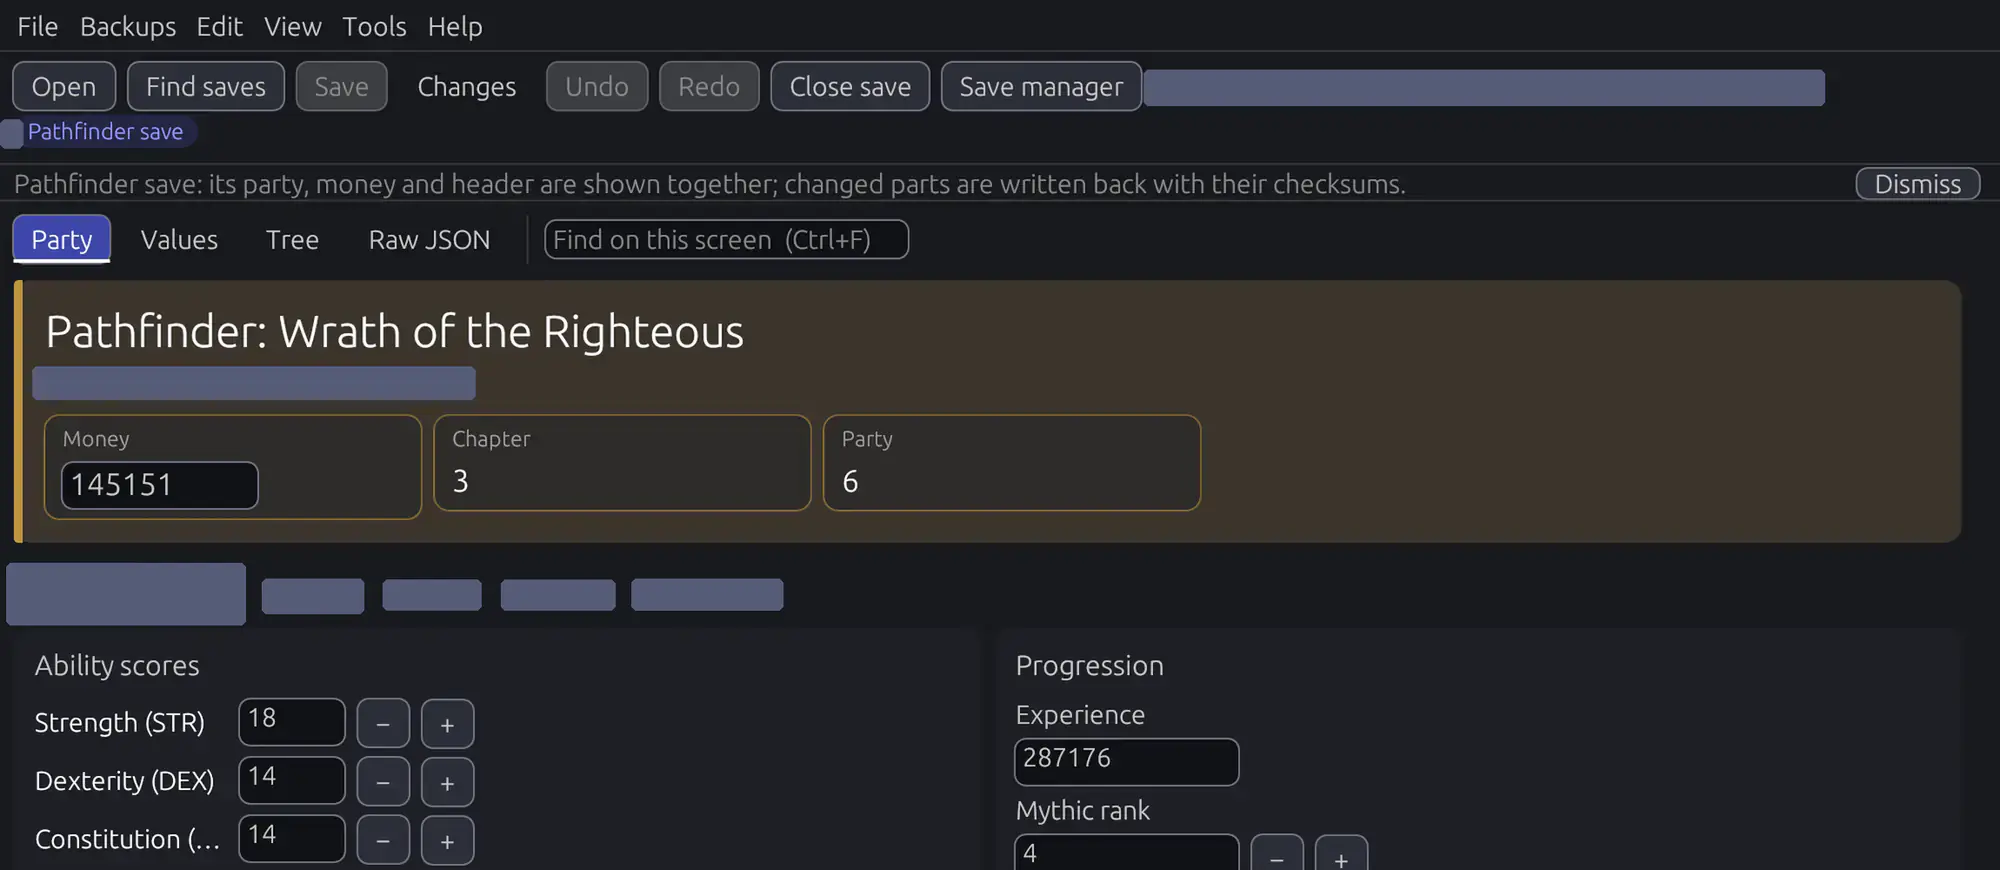 File Backups Edit View Tools Help
Open Find saves Save Changes Undo Redo Close save Save manager
Pathfinder save
Pathfinder save: its party, money and header are shown together; changed parts are written back with their checksums. Dismiss
Party Values Tree Raw JSON Find on this screen (Ctrl+F)
Pathfinder: Wrath of the Righteous
Money Chapter Party
145151 3 6
Ability scores
Strength (STR) 18 − +
Dexterity (DEX) 14 − +
Constitution (... 14 − +
Progression
Experience
287176
Mythic rank
4 − +